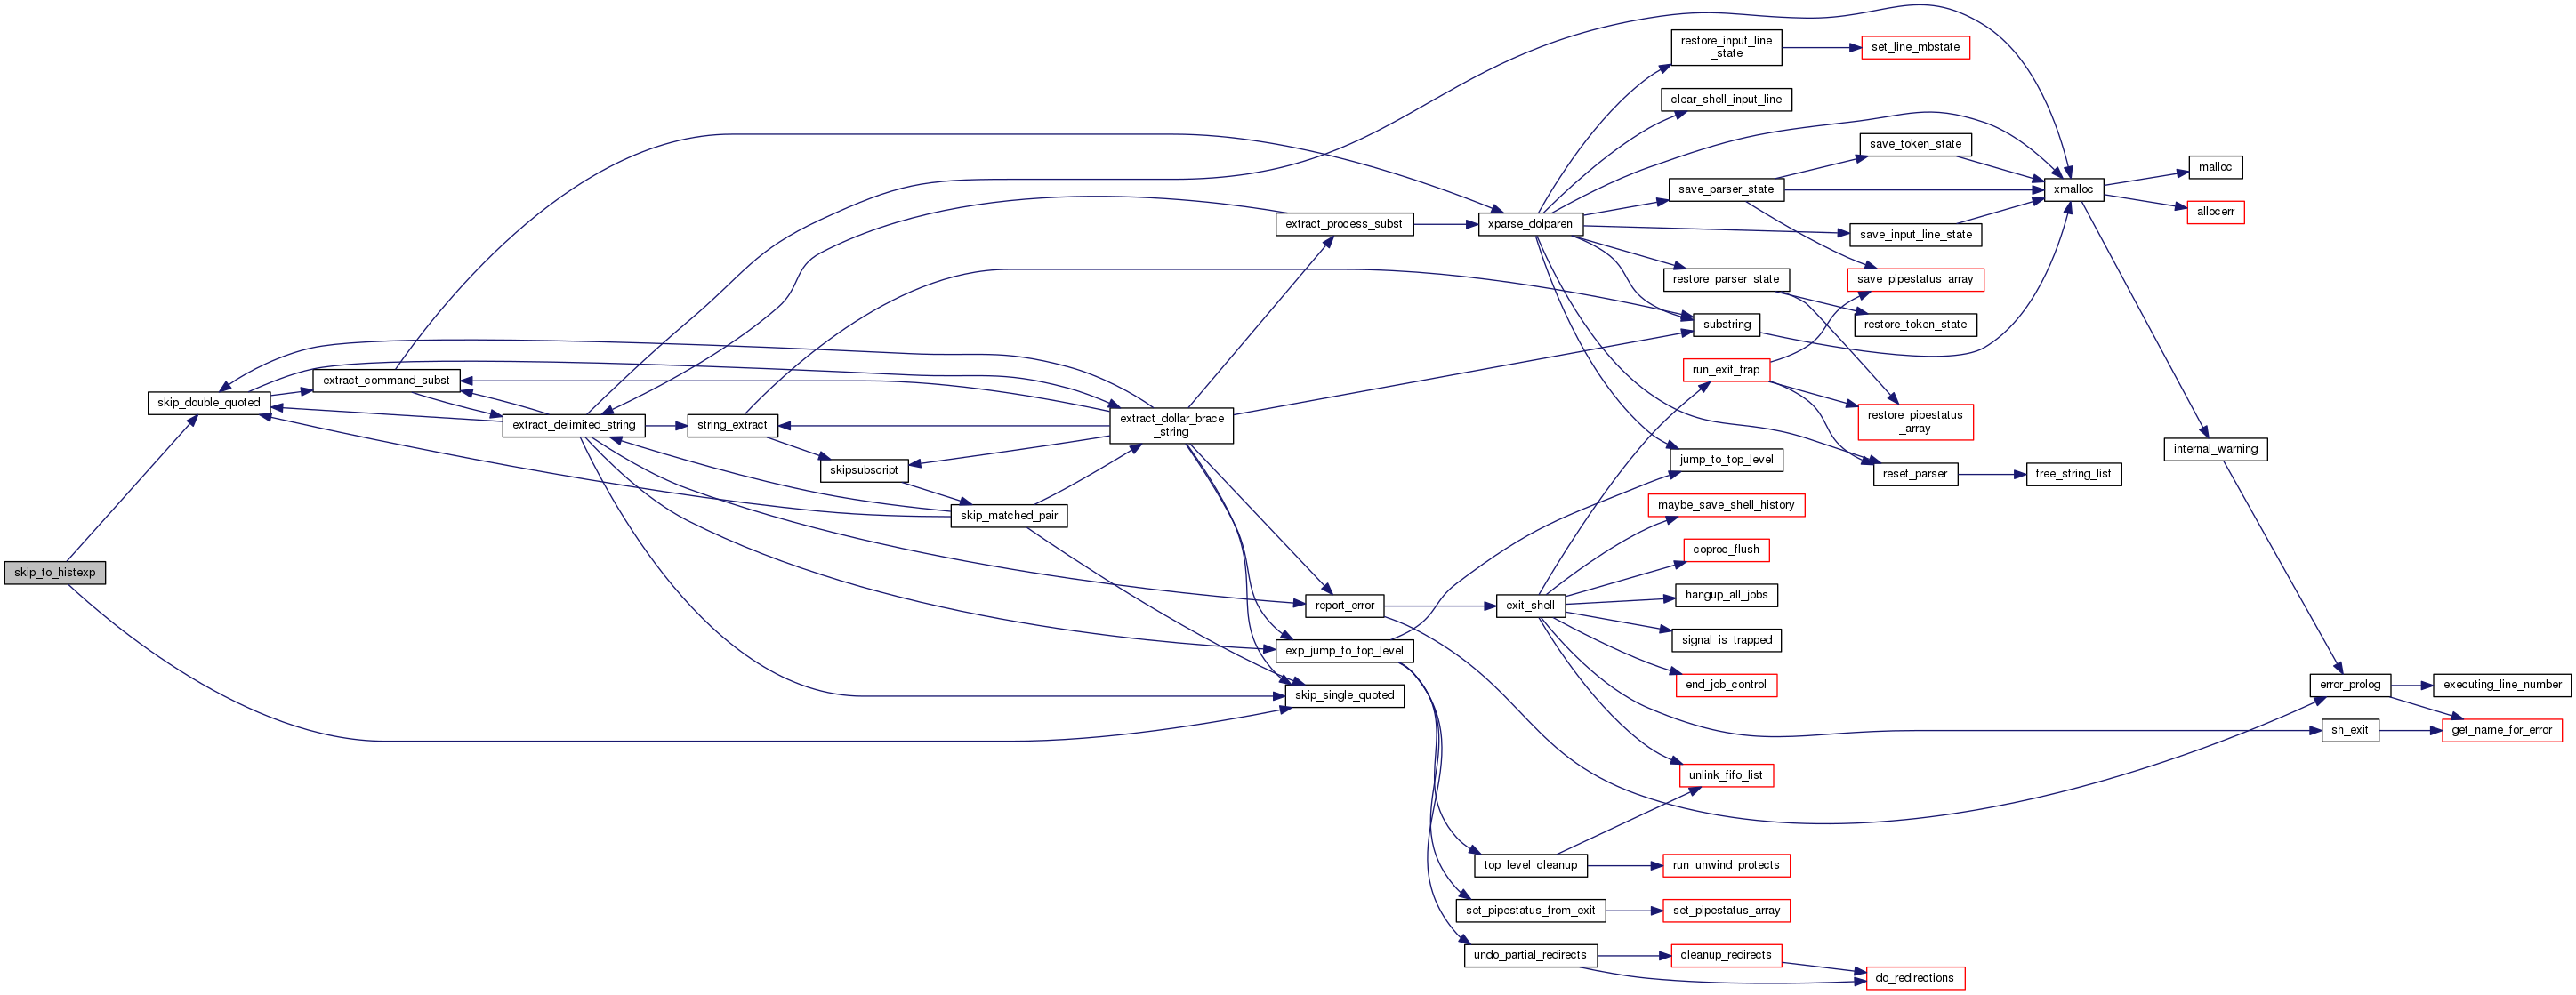 restore_input_line
_state
set_line_mbstate
clear_shell_input_line
save_token_state
malloc
save_parser_state
xmalloc
allocerr
extract_process_subst
xparse_dolparen
save_input_line_state
restore_parser_state
save_pipestatus_array
substring
restore_token_state
run_exit_trap
extract_command_subst
skip_double_quoted
extract_delimited_string
string_extract
extract_dollar_brace
_string
restore_pipestatus
_array
internal_warning
jump_to_top_level
skipsubscript
reset_parser
free_string_list
maybe_save_shell_history
skip_matched_pair
coproc_flush
skip_to_histexp
hangup_all_jobs
report_error
exit_shell
signal_is_trapped
exp_jump_to_top_level
end_job_control
error_prolog
executing_line_number
skip_single_quoted
sh_exit
get_name_for_error
unlink_fifo_list
top_level_cleanup
run_unwind_protects
set_pipestatus_from_exit
set_pipestatus_array
undo_partial_redirects
cleanup_redirects
do_redirections